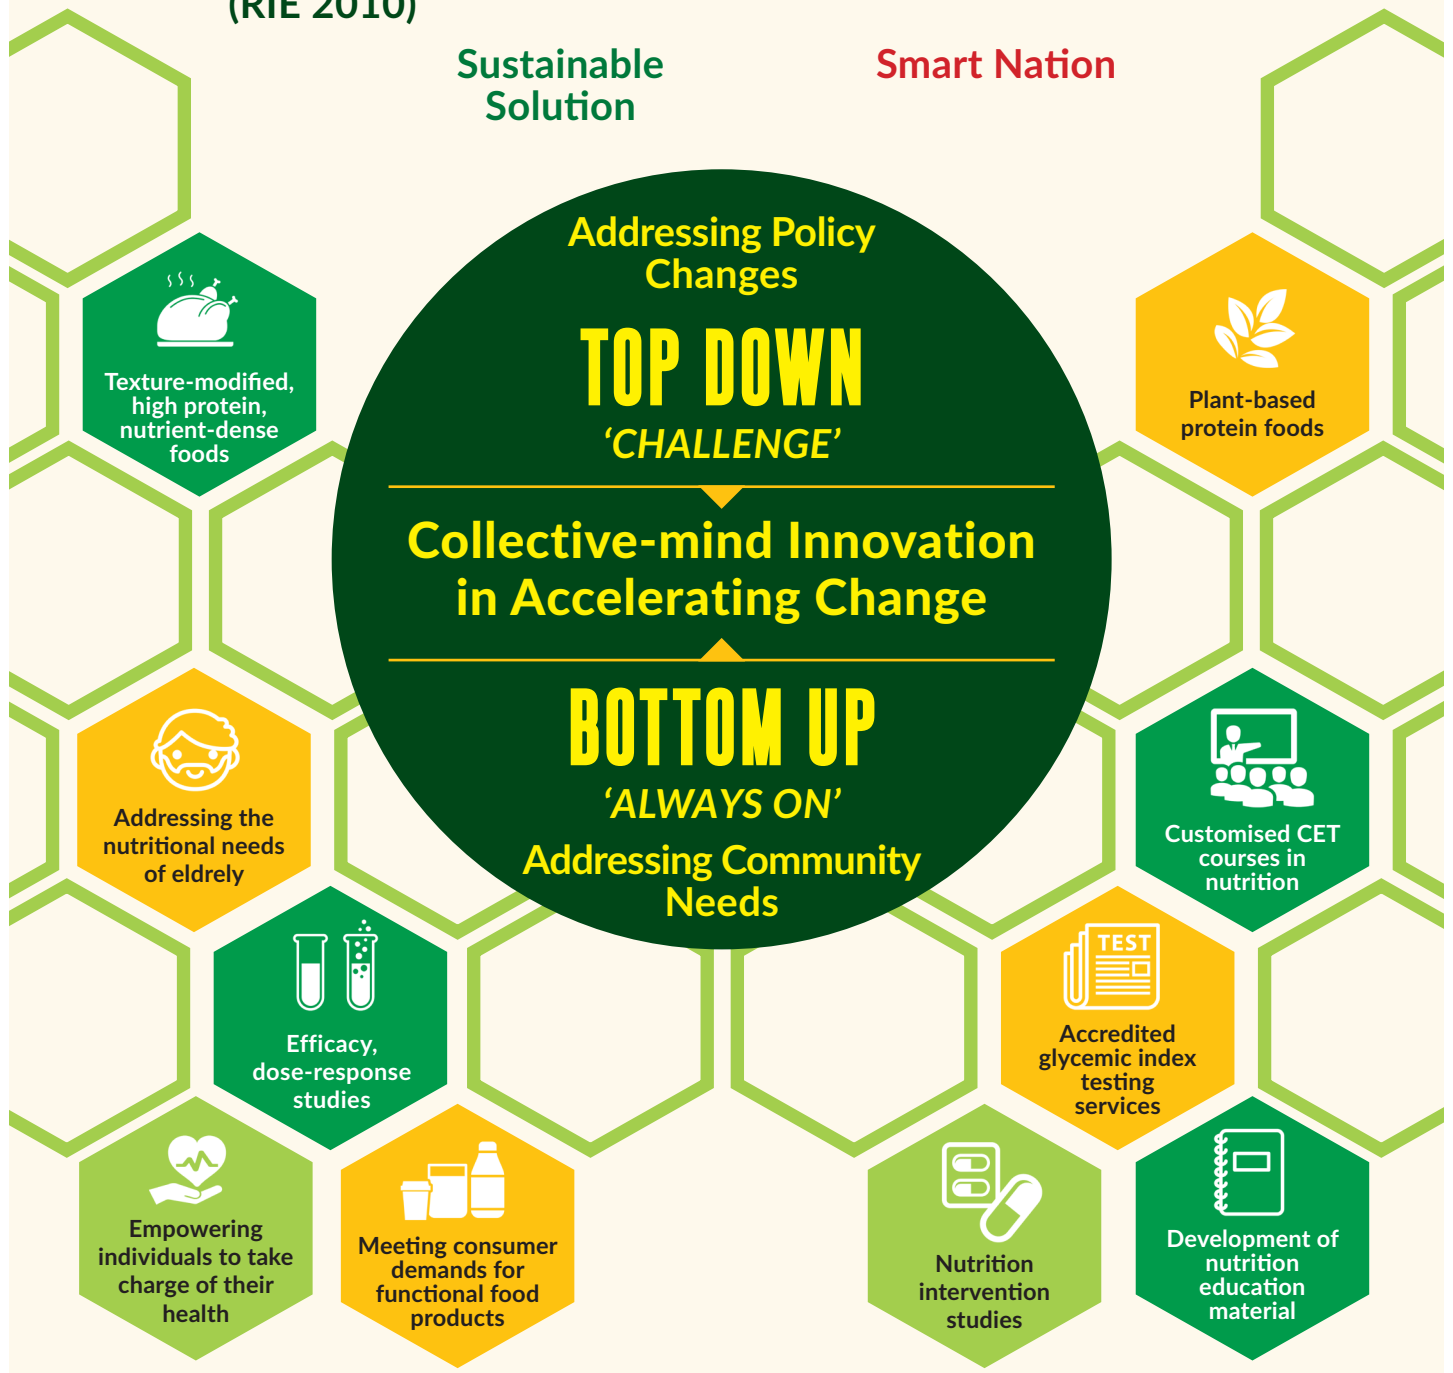 (RIE 2010)
Sustainable
Solution
Smart Nation
Addressing Policy
Changes
TOP DOWN
‘CHALLENGE’
Collective-mind Innovation
in Accelerating Change
BOTTOM UP
‘ALWAYS ON’
Addressing Community
Needs
Texture-modified,
high protein,
nutrient-dense
foods
Plant-based
protein foods
Addressing the
nutritional needs
of eldrely
Customised CET
courses in
nutrition
Efficacy,
dose-response
studies
TEST
Accredited
glycemic index
testing
services
Empowering
individuals to take
charge of their
health
Meeting consumer
demands for
functional food
products
Nutrition
intervention
studies
Development of
nutrition
education
material